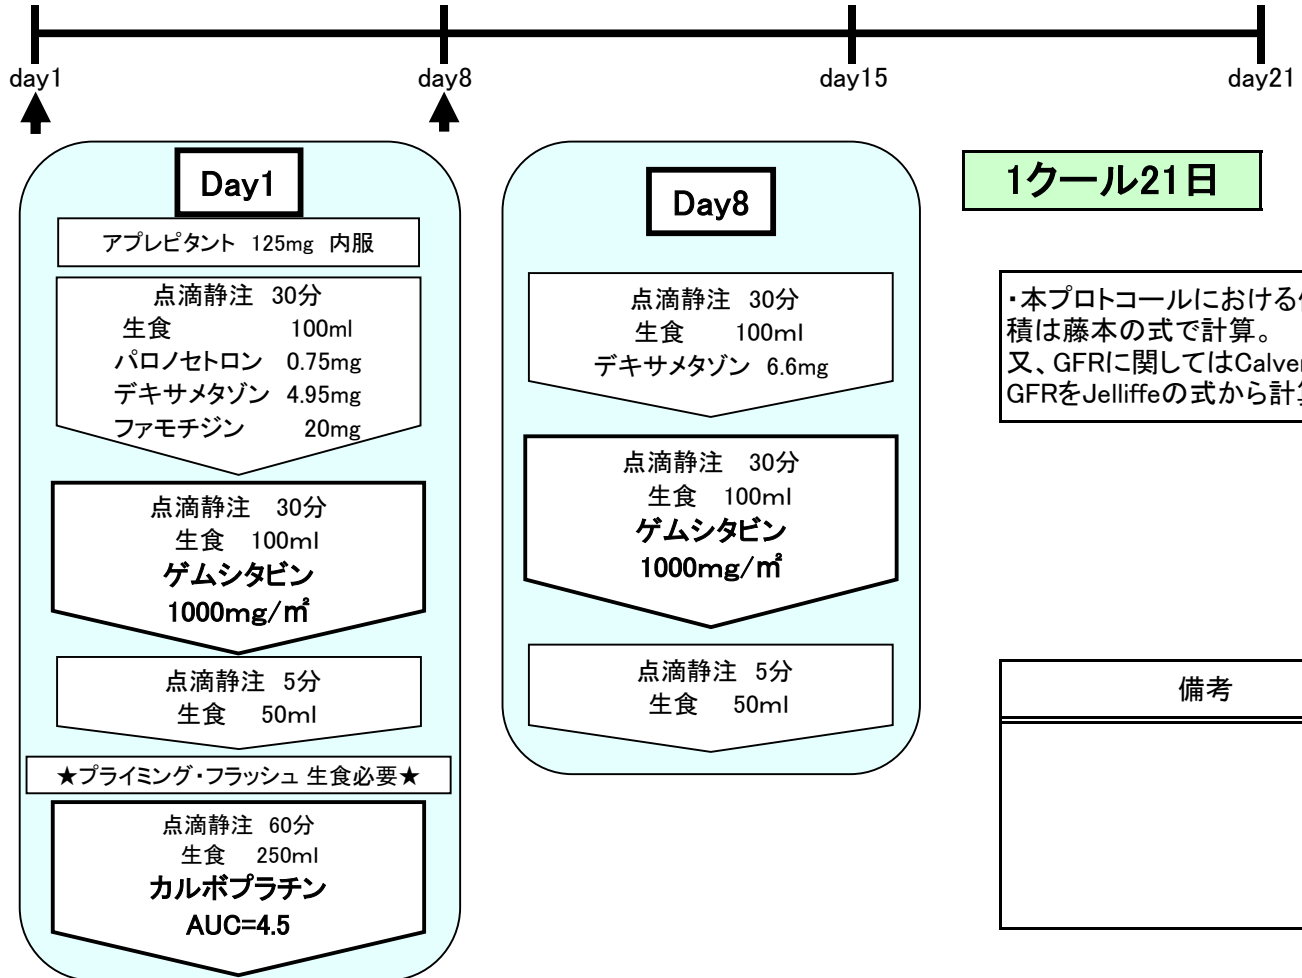 day1
day8
day15
day21
Day1
アプレピタント 125mg 内服
点滴静注 30分
生食 100ml
パロノセトロン 0.75mg
デキサメタゾン 4.95mg
ファモチジン 20mg
点滴静注 30分
生食 100ml
ゲムシタビン
1000mg/㎡
点滴静注 5分
生食 50ml
★プライミング・フラッシュ 生食必要★
点滴静注 60分
生食 250ml
カルボプラチン
AUC=4.5
Day8
点滴静注 30分
生食 100ml
デキサメタゾン 6.6mg
点滴静注 30分
生食 100ml
ゲムシタビン
1000mg/㎡
点滴静注 5分
生食 50ml
1クール21日
・本プロトコールにおける
積は藤本の式で計算。
又、GFRに関しては
GFRをJelliffeの式から
備考